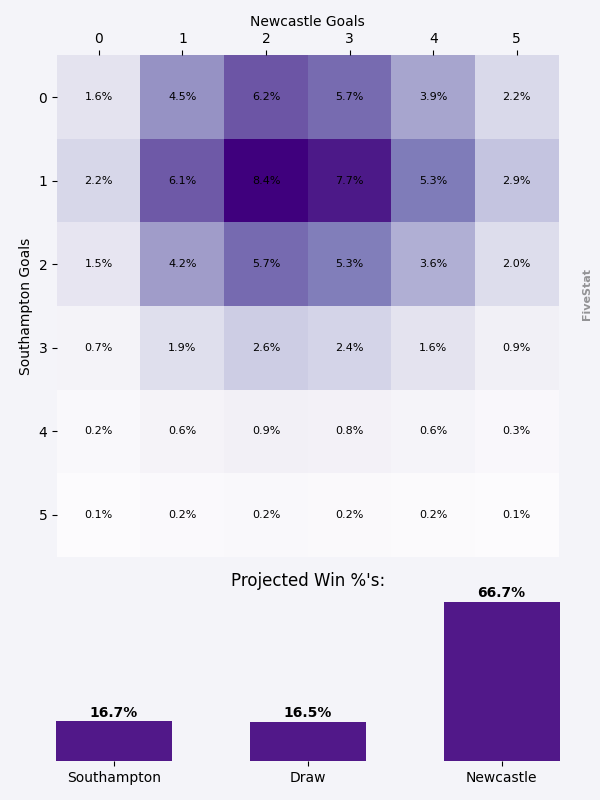 Newcastle Goals
0 1 2 3 4 5
0 1.6% 4.5% 6.2% 5.7% 3.9% 2.2%
1 2.2% 6.1% 8.4% 7.7% 5.3% 2.9%
2 1.5% 4.2% 5.7% 5.3% 3.6% 2.0%
3 0.7% 1.9% 2.6% 2.4% 1.6% 0.9%
4 0.2% 0.6% 0.9% 0.8% 0.6% 0.3%
5 0.1% 0.2% 0.2% 0.2% 0.2% 0.1%
Southampton Goals
FiveStat
Projected Win %'s:
16.7% 16.5% 66.7%
Southampton Draw Newcastle